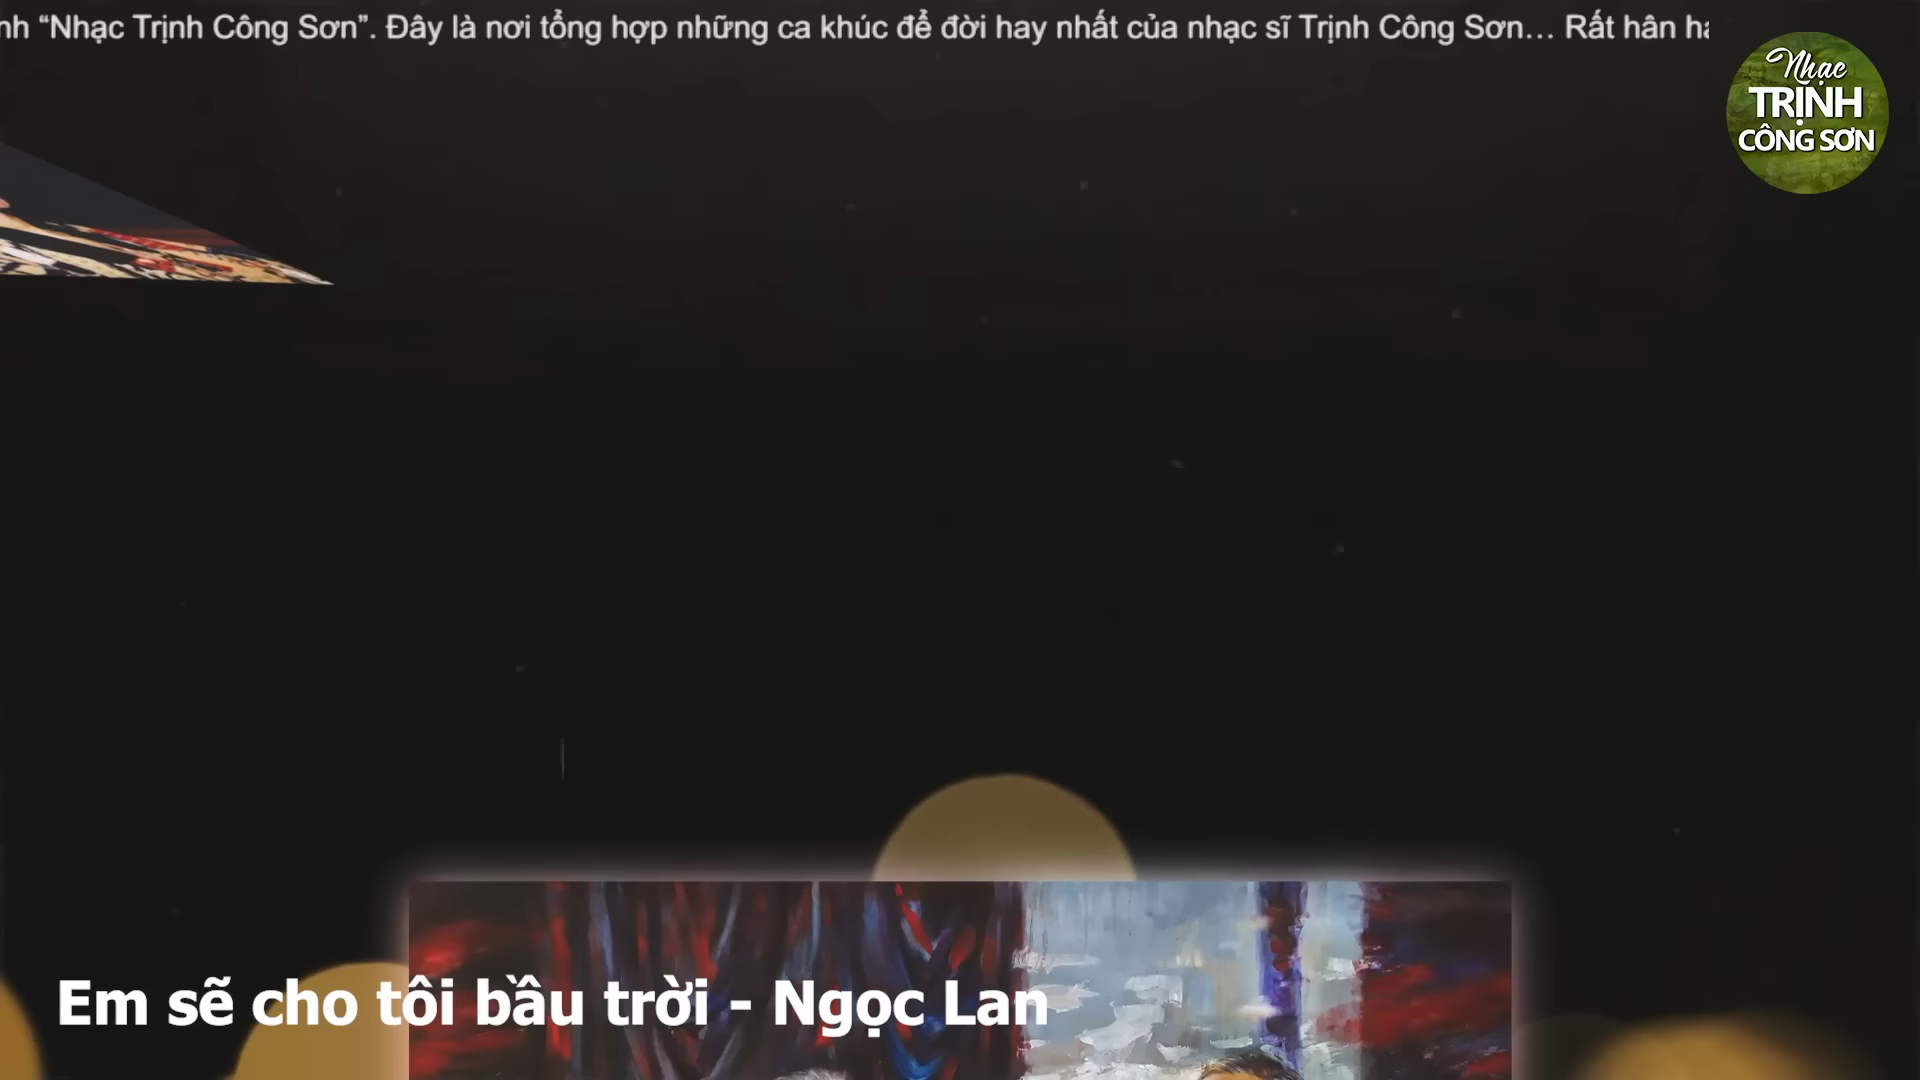 “Nhạc Trịnh Công Sơn”. Đây là nơi tổng hợp những ca khúc để đời hay nhất của nhạc sĩ Trịnh Công Sơn… Rất hân
Nhạc
TRỊNH
CÔNG SƠN
Em sẽ cho tôi bầu trời - Ngọc Lan